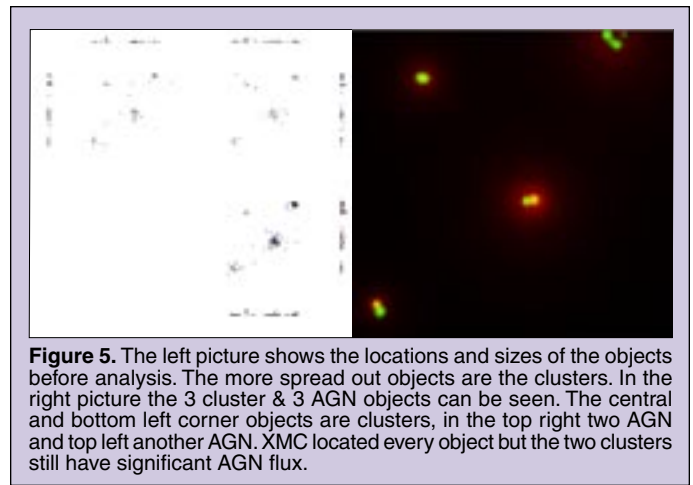 Figure 5. The left picture shows the locations and sizes of the objects
before analysis. The more spread out objects are the clusters. In the
right picture the 3 cluster & 3 AGN objects can be seen. The central
and bottom left corner objects are clusters, in the top right two AGN
and top left another AGN. XMC located every object but the two clusters
still have significant AGN flux.